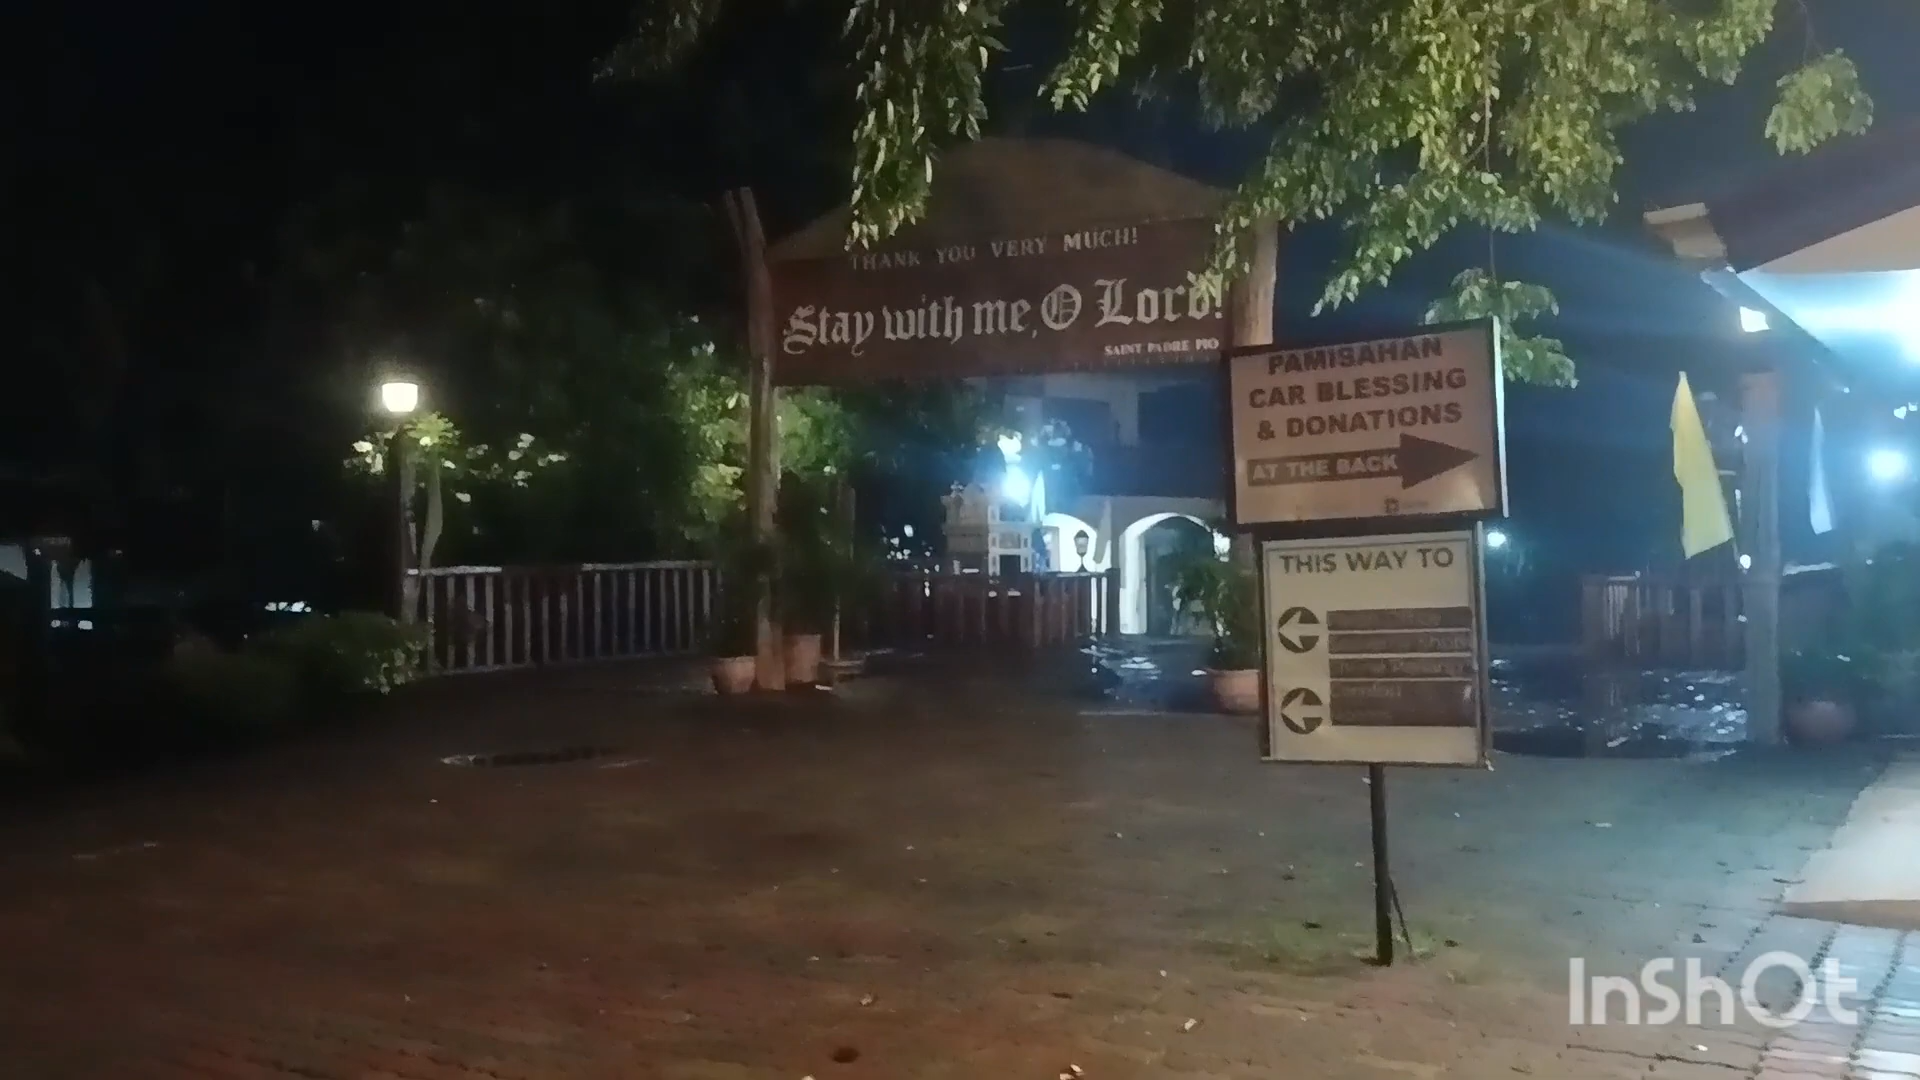 THANK YOU VERY MUCH!
Stay with me, O Lord!
SAINT PADRE PIO
PAMISAHAN
CAR BLESSING
& DONATIONS
AT THE BACK
THIS WAY TO
InShOt